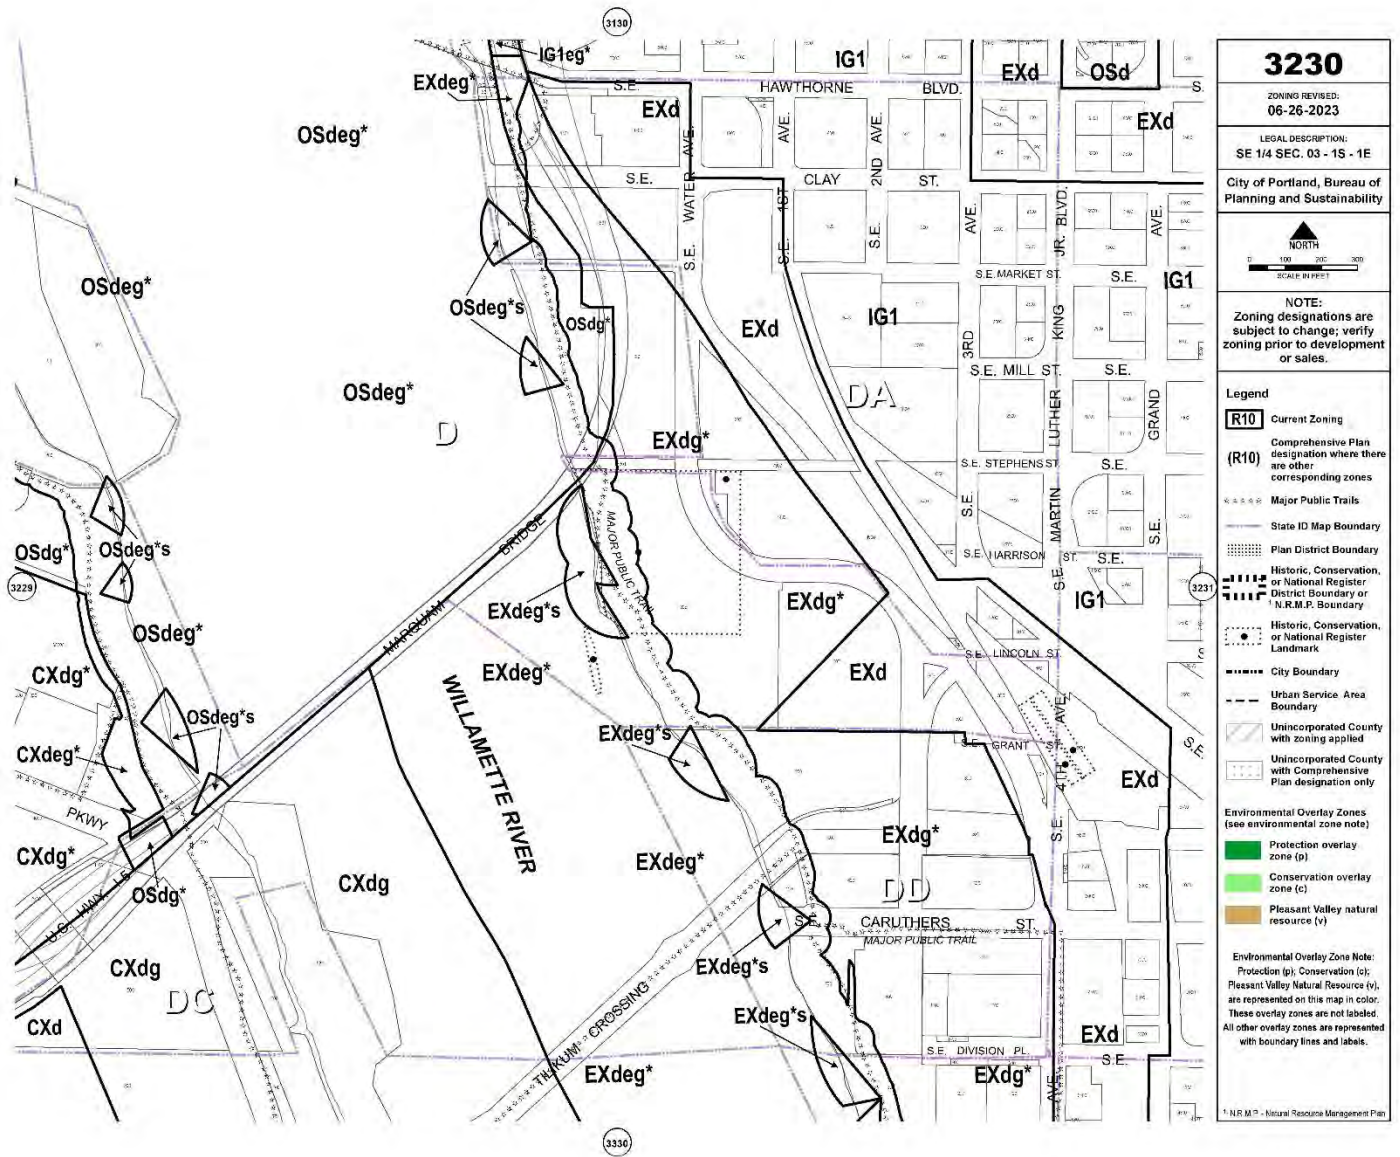 3130
IG1eg*
EXdeg*
OSdeg*
S.E. HAWTHORNE BLVD.
IG1
EXd
OSd
S.
EXd
EXd
S.E. CLAY ST.
S.E. WATER AVE.
S.E. 1ST AVE.
S.E. 2ND AVE.
S.E. 3RD AVE.
S.E. MARTIN LUTHER KING JR. BLVD.
S.E. GRAND AVE.
OSdeg*
OSdeg*s
OSdg*
EXd
IG1
S.E. MARKET ST. S.E.
IG1
OSdeg*
D
DA
S.E. MILL ST. S.E.
EXdg*
S.E. STEPHENS ST. S.E.
OSdg*
OSdeg*s
3229
MARQUAM BRIDGE
MAJOR PUBLIC TRAIL
S.E. HARRISON ST. S.E.
3231
EXdeg*s
EXdg*
IG1
OSdeg*
CXdg*
EXdeg*
EXd
S.E. LINCOLN ST.
S
OSdeg*s
WILLAMETTE RIVER
EXdeg*s
S.E. GRANT ST.
S.E.
CXdeg*
S.E. 4TH AVE.
EXd
PKWY
CXdg*
EXdeg*
EXdg*
OSdg*
CXdg
DD
U.S. HWY. I-5
S.E. CARUTHERS ST.
MAJOR PUBLIC TRAIL
CXdg
EXdeg*s
DC
TILIKUM CROSSING
EXdeg*s
CXd
EXd
S.E. DIVISION PL. S.E.
EXdeg*
EXdg*
AVE.
3330
3230
ZONING REVISED:
06-26-2023
LEGAL DESCRIPTION:
SE 1/4 SEC. 03 - 1S - 1E
City of Portland, Bureau of
Planning and Sustainability
NORTH
0 100 200 300
SCALE IN FEET
NOTE:
Zoning designations are
subject to change; verify
zoning prior to development
or sales.
Legend
R10 Current Zoning
(R10) Comprehensive Plan
designation where there
are other
corresponding zones
Major Public Trails
State ID Map Boundary
Plan District Boundary
Historic, Conservation,
or National Register
District Boundary or
¹ N.R.M.P. Boundary
Historic, Conservation,
or National Register
Landmark
City Boundary
Urban Service Area
Boundary
Unincorporated County
with zoning applied
Unincorporated County
with Comprehensive
Plan designation only
Environmental Overlay Zones
(see environmental zone note)
Protection overlay
zone (p)
Conservation overlay
zone (c)
Pleasant Valley natural
resource (v)
Environmental Overlay Zone Note:
Protection (p); Conservation (c);
Pleasant Valley Natural Resource (v),
are represented on this map in color.
These overlay zones are not labeled.
All other overlay zones are represented
with boundary lines and labels.
¹ N.R.M.P. - Natural Resource Management Plan